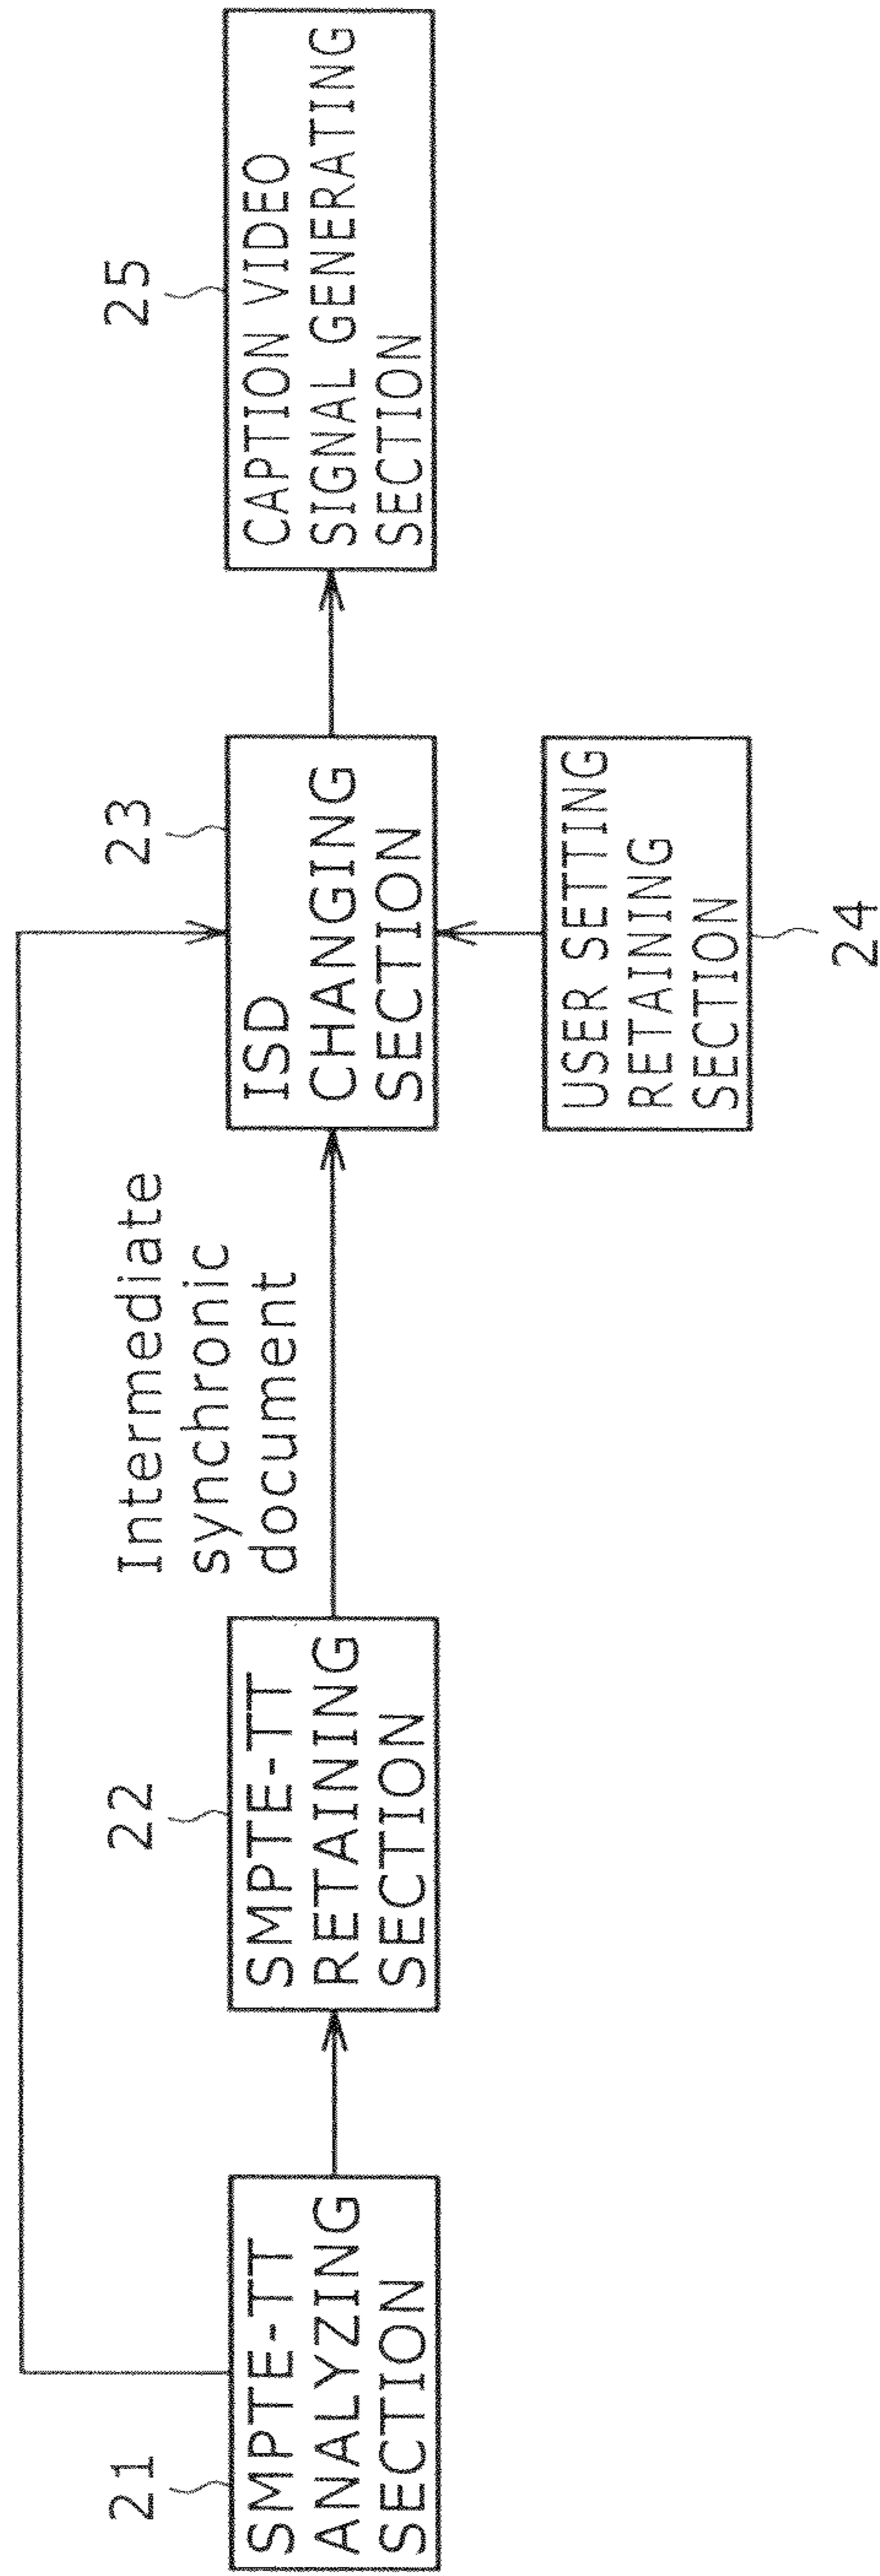 21
SMPTE-TT
ANALYZING
SECTION
22
SMPTE-TT
RETAINING
SECTION
Intermediate
synchronic
document
23
ISD
CHANGING
SECTION
USER SETTING
RETAINING
SECTION
24
25
CAPTION VIDEO
SIGNAL GENERATING
SECTION